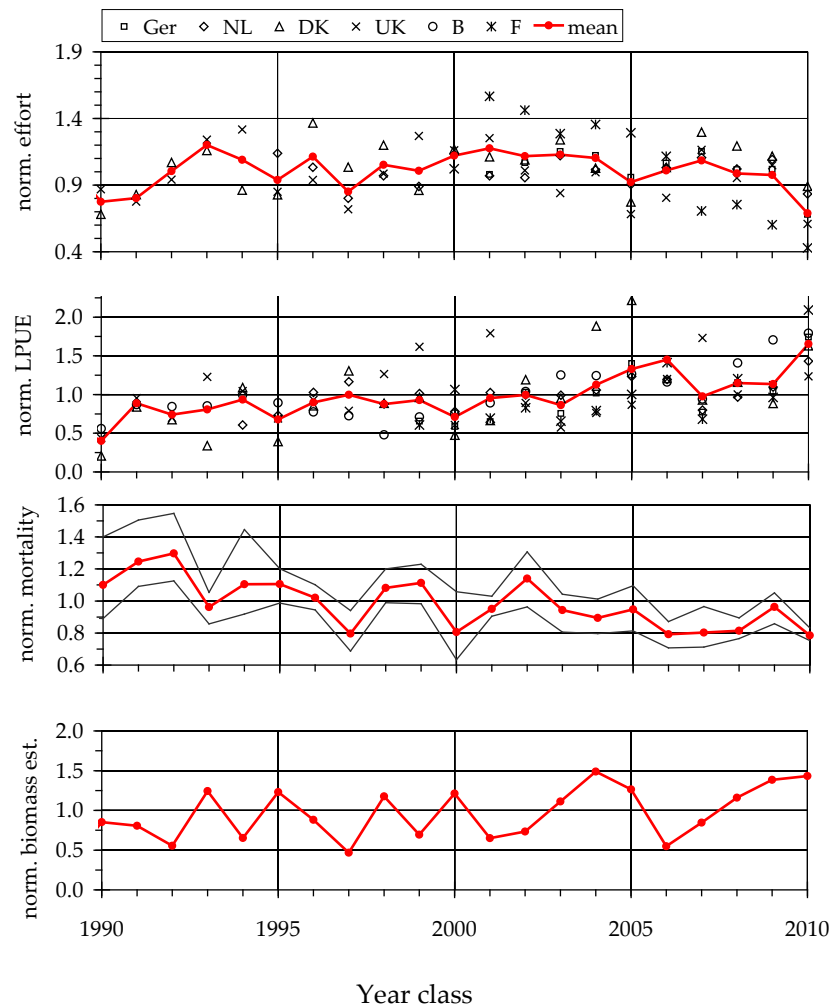 Ger NL DK UK B F mean
1.9
1.4
0.9
0.4
norm. effort
2.0
1.5
1.0
0.5
0.0
norm. LPUE
1.6
1.4
1.2
1.0
0.8
0.6
norm. mortality
2.0
1.5
1.0
0.5
0.0
norm. biomass est.
1990 1995 2000 2005 2010
Year class